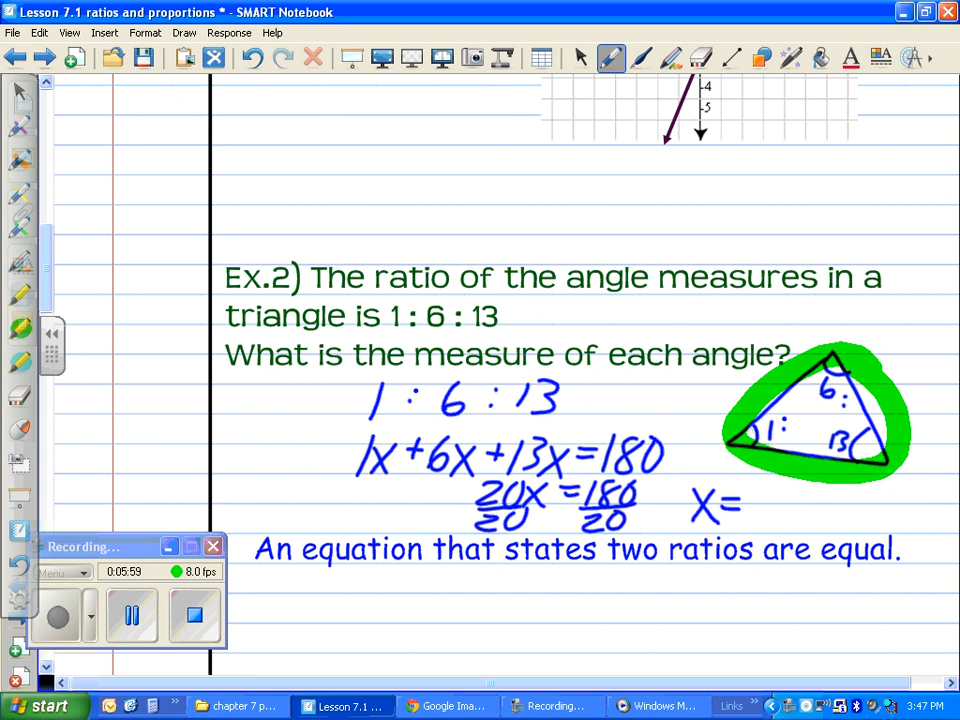 Lesson 7.1 ratios and proportions * - SMART Notebook
File Edit View Insert Format Draw Response Help
-4
-5
Ex.2) The ratio of the angle measures in a
triangle is 1 : 6 : 13
What is the measure of each angle?
1 : 6 : 13
6:
1:
13
1x + 6x + 13x = 180
20x = 180
20 20
x =
An equation that states two ratios are equal.
Recording...
Menu 0:05:59 8.0 fps
start chapter 7 p... Lesson 7.1 ... Google Ima... Recording... Windows M... Links 3:47 PM